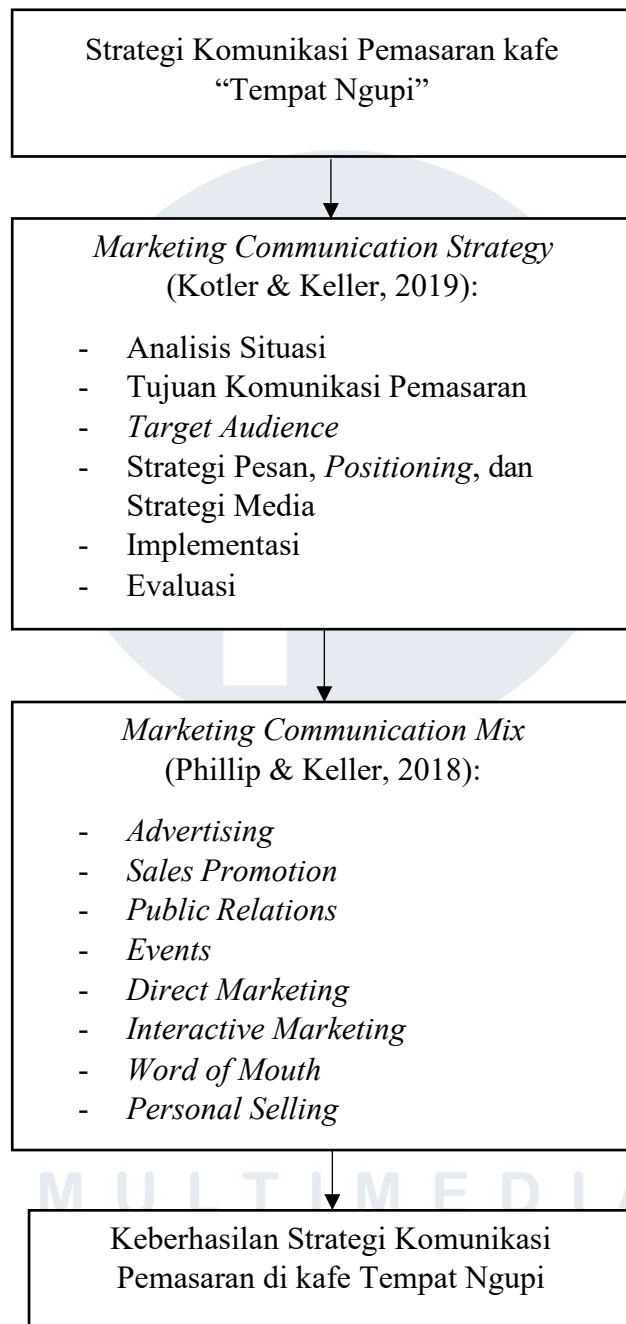 Strategi Komunikasi Pemasaran kafe
“Tempat Ngupi”
Marketing Communication Strategy
(Kotler & Keller, 2019):
- Analisis Situasi
- Tujuan Komunikasi Pemasaran
- Target Audience
- Strategi Pesan, Positioning, dan
Strategi Media
- Implementasi
- Evaluasi
Marketing Communication Mix
(Phillip & Keller, 2018):
- Advertising
- Sales Promotion
- Public Relations
- Events
- Direct Marketing
- Interactive Marketing
- Word of Mouth
- Personal Selling
MULTIMEDIA
Keberhasilan Strategi Komunikasi
Pemasaran di kafe Tempat Ngupi